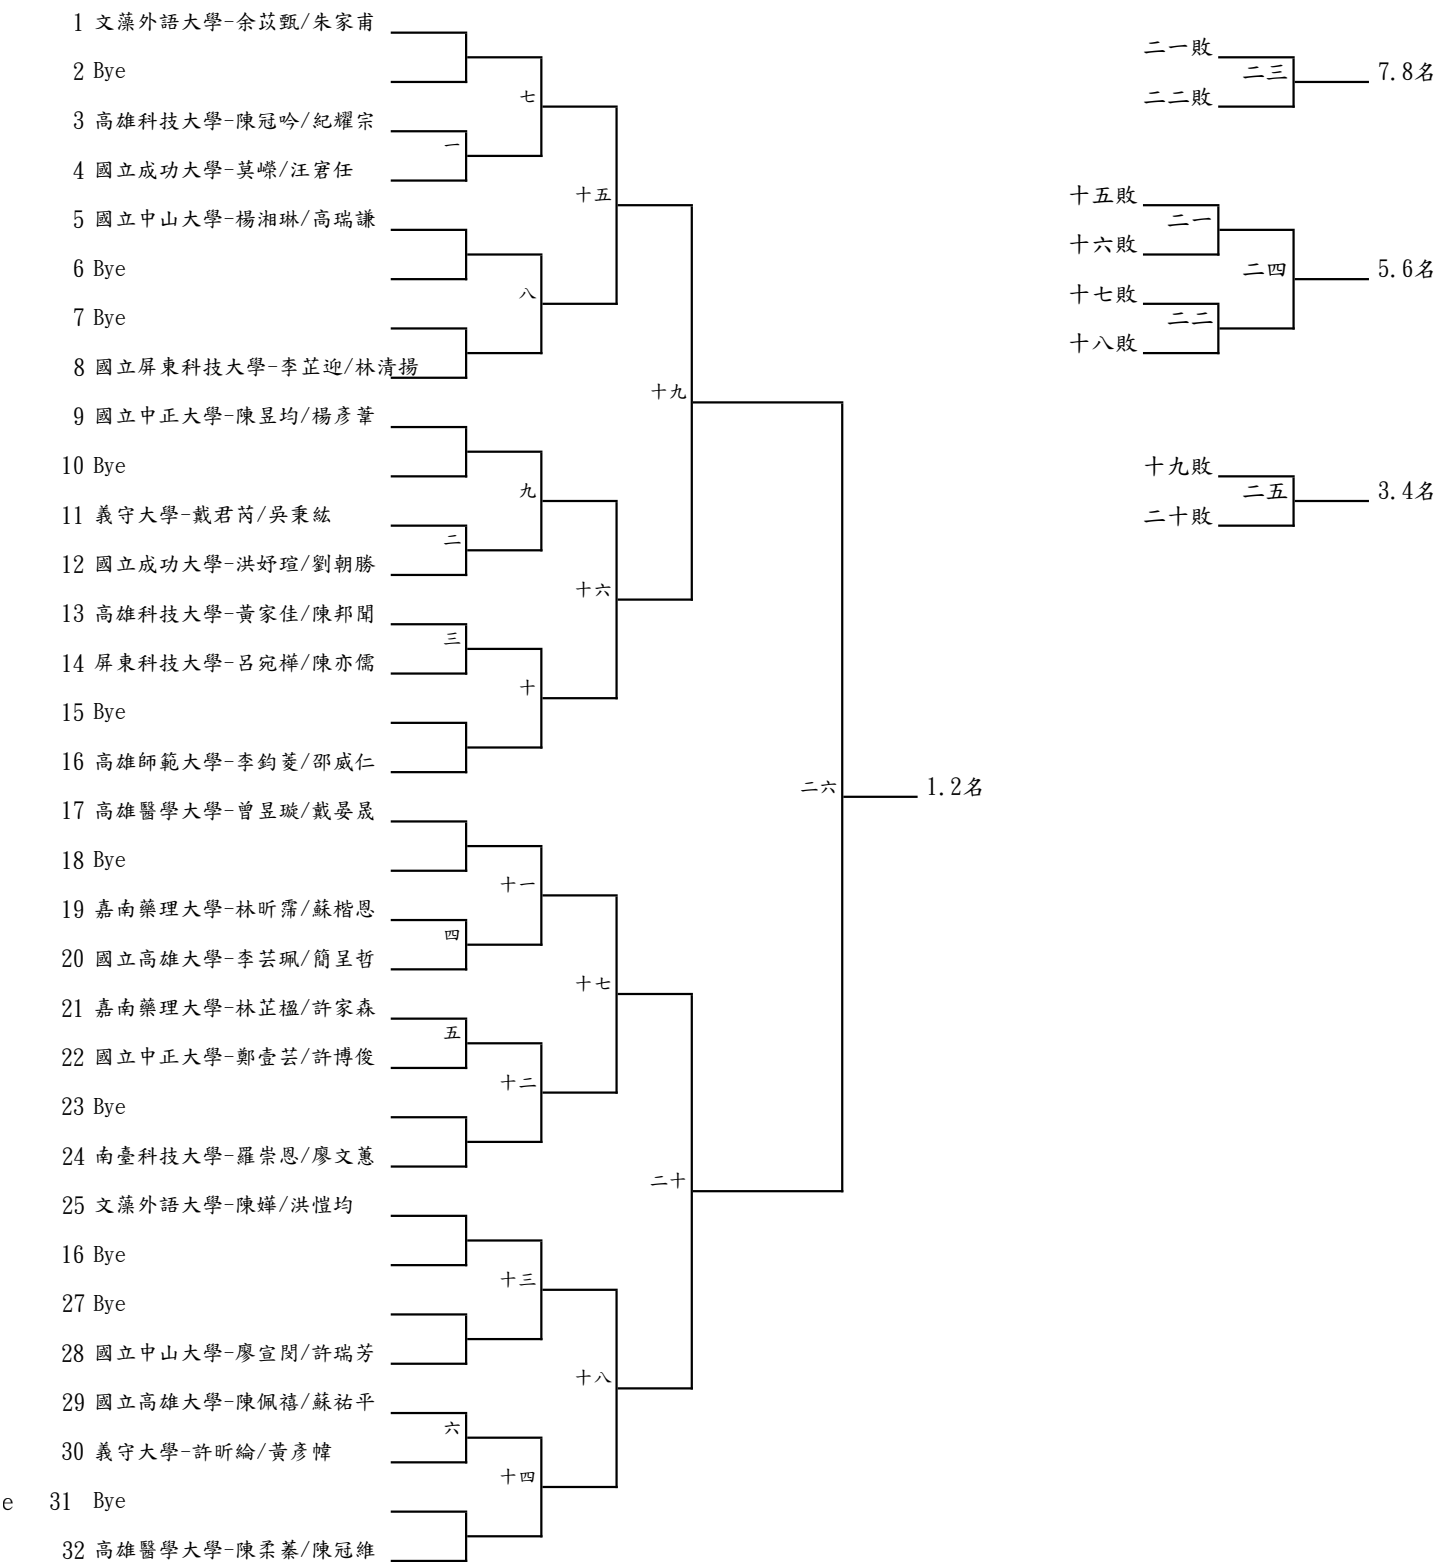 1 文藻外語大學-余苡甄/朱家甫
2 Bye
3 高雄科技大學-陳冠吟/紀耀宗
4 國立成功大學-莫嶸/汪宭任
5 國立中山大學-楊湘琳/高瑞謙
6 Bye
7 Bye
8 國立屏東科技大學-李芷迎/林清揚
9 國立中正大學-陳昱均/楊彥葦
10 Bye
11 義守大學-戴君芮/吳秉紘
12 國立成功大學-洪妤瑄/劉朝勝
13 高雄科技大學-黃家佳/陳邦聞
14 屏東科技大學-呂宛樺/陳亦儒
15 Bye
16 高雄師範大學-李鈞菱/邵威仁
17 高雄醫學大學-曾昱璇/戴晏晟
18 Bye
19 嘉南藥理大學-林昕霈/蘇楷恩
20 國立高雄大學-李芸珮/簡呈哲
21 嘉南藥理大學-林芷楹/許家森
22 國立中正大學-鄭壹芸/許博俊
23 Bye
24 南臺科技大學-羅崇恩/廖文蕙
25 文藻外語大學-陳嬅/洪愷均
16 Bye
27 Bye
28 國立中山大學-廖宣閔/許瑞芳
29 國立高雄大學-陳佩禧/蘇祐平
30 義守大學-許昕綸/黃彥幃
e 31 Bye
32 高雄醫學大學-陳柔蓁/陳冠維
一
二
三
四
五
六
七
八
九
十
十一
十二
十三
十四
十五
十六
十七
十八
十九
二十
二六
1.2名
二一敗
二三
7.8名
二二敗
十五敗
二一
十六敗
二四
5.6名
十七敗
二二
十八敗
十九敗
二五
3.4名
二十敗